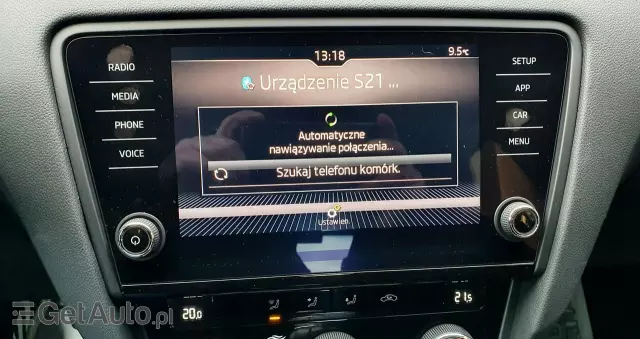 13:18
9.5°C
RADIO
MEDIA
PHONE
VOICE
Urządzenie S21 ...
Automatyczne
nawiązywanie połączenia...
Szukaj telefonu komórk.
Ustawien.
SETUP
APP
CAR
MENU
20.0
21.5
GetAuto.pl